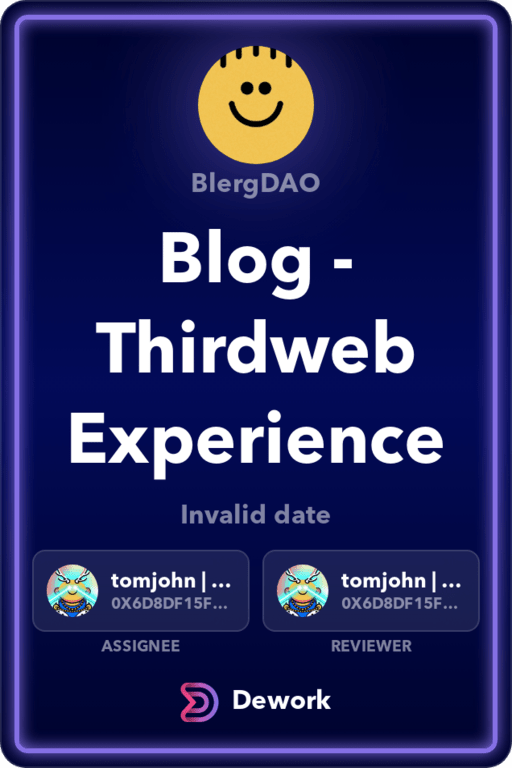 BlergDAO
Blog -
Thirdweb
Experience
Invalid date
tomjohn | ...
0X6D8DF15F...
tomjohn | ...
0X6D8DF15F...
ASSIGNEE
REVIEWER
Dework